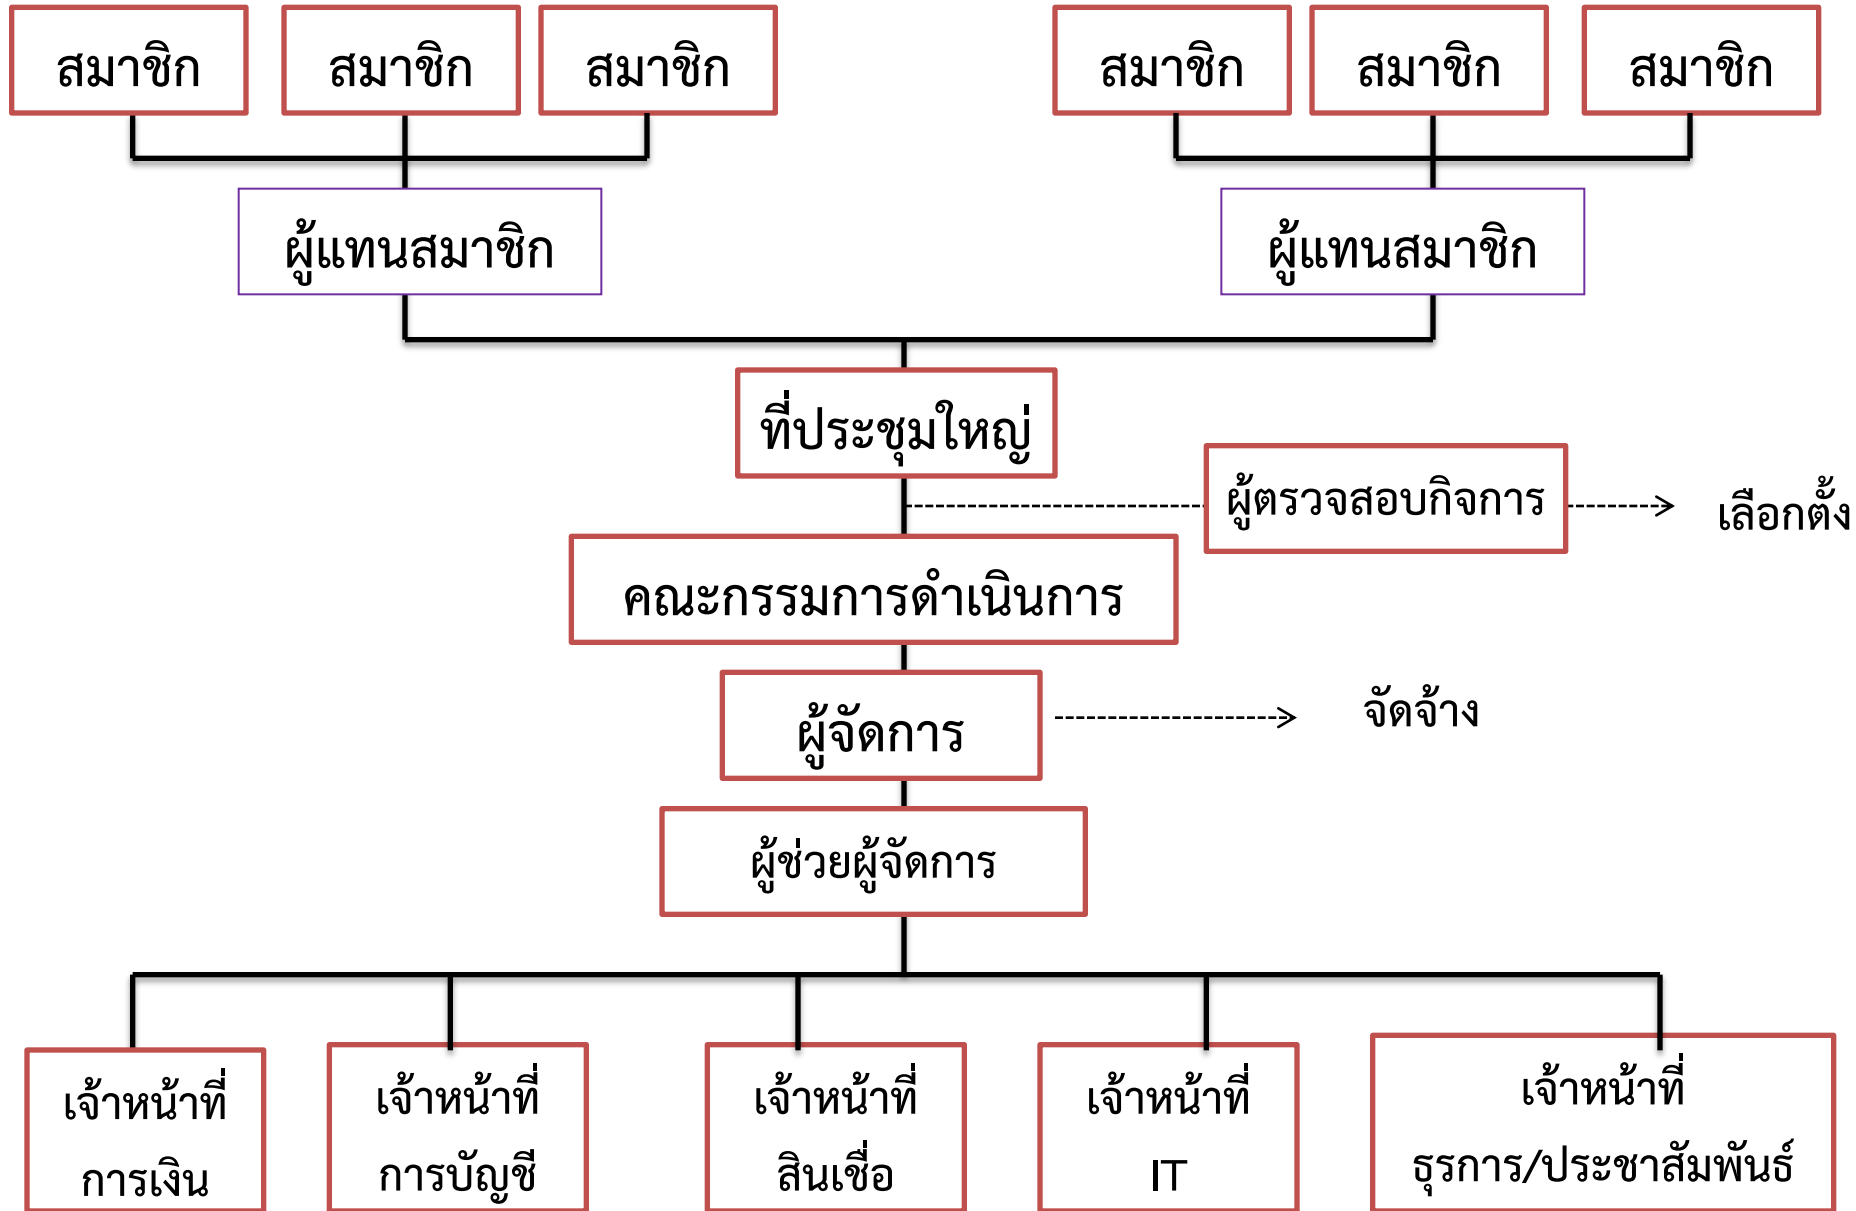 สมาชิก
สมาชิก
สมาชิก
สมาชิก
สมาชิก
สมาชิก
ผู้แทนสมาชิก
ผู้แทนสมาชิก
ที่ประชุมใหญ่
ผู้ตรวจสอบกิจการ
เลือกตั้ง
คณะกรรมการดำเนินการ
ผู้จัดการ
จัดจ้าง
ผู้ช่วยผู้จัดการ
เจ้าหน้าที่
การเงิน
เจ้าหน้าที่
การบัญชี
เจ้าหน้าที่
สินเชื่อ
เจ้าหน้าที่
IT
เจ้าหน้าที่
ธุรการ/ประชาสัมพันธ์